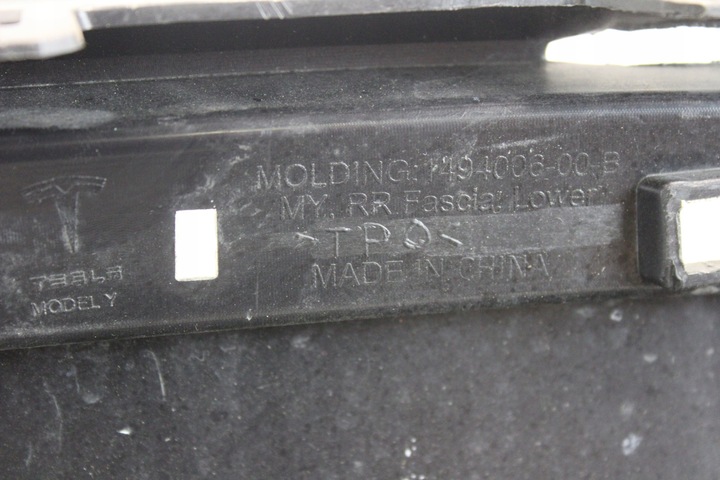 MOLDING: 1494006-00-B
MY, RR Fascia, Lower
>TPO<
MADE IN CHINA
TESLA
MODEL Y